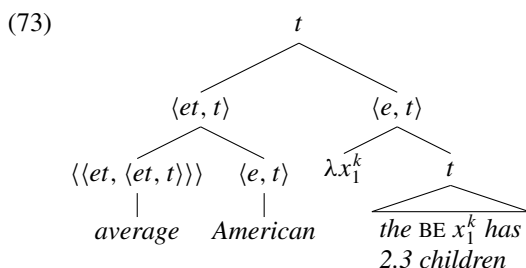 (73)
t
⟨et, t⟩ ⟨e, t⟩
⟨⟨et, ⟨et, t⟩⟩⟩ ⟨e, t⟩ λx₁ᵏ t
average American the BE x₁ᵏ has
2.3 children